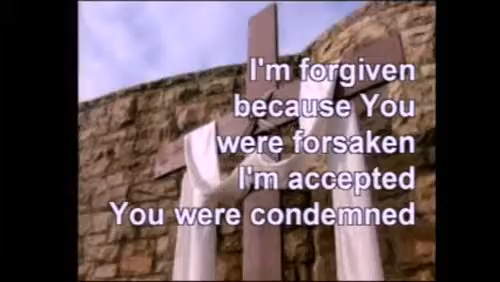 I'm forgiven
because You
were forsaken
I'm accepted
You were condemned